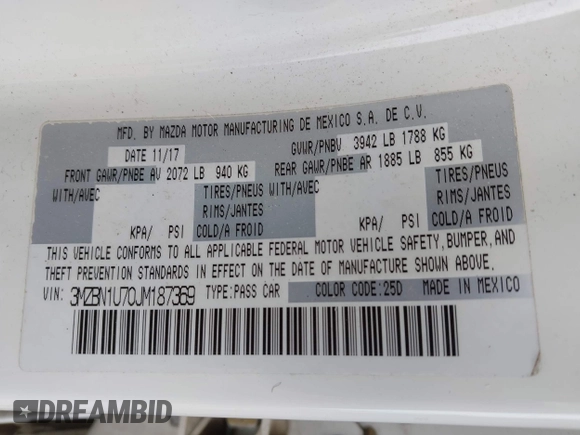 MFD. BY MAZDA MOTOR MANUFACTURING DE MEXICO S.A. DE C.V.
DATE 11/17 GVWR/PNBV 3942 LB 1788 KG
FRONT GAWR/PNBE AV 2072 LB 940 KG REAR GAWR/PNBE AR 1885 LB 855 KG
WITH/AVEC TIRES/PNEUS WITH/AVEC TIRES/PNEUS
RIMS/JANTES RIMS/JANTES
KPA/ PSI COLD/A FROID KPA/ PSI COLD/A FROID
THIS VEHICLE CONFORMS TO ALL APPLICABLE FEDERAL MOTOR VEHICLE SAFETY, BUMPER, AND
THEFT PREVENTION STANDARDS IN EFFECT ON THE DATE OF MANUFACTURE SHOWN ABOVE.
VIN: 3MZBN1U70JM187369 TYPE:PASS CAR COLOR CODE:25D MADE IN MEXICO
DREAMBID